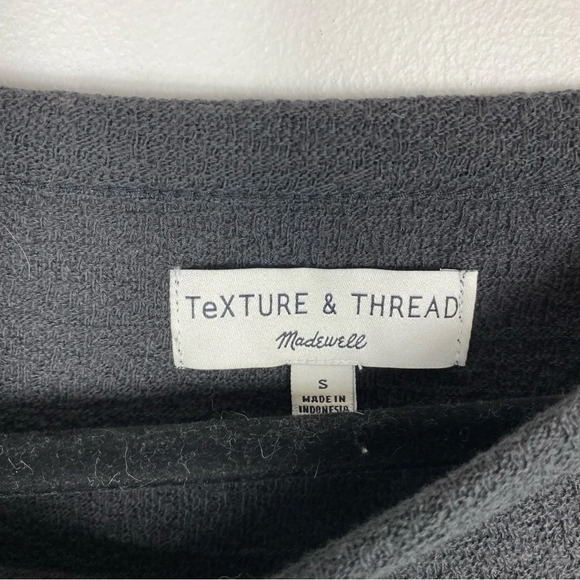 TeXTURE & THREAD
Madewell
S
MADE IN
INDONESIA